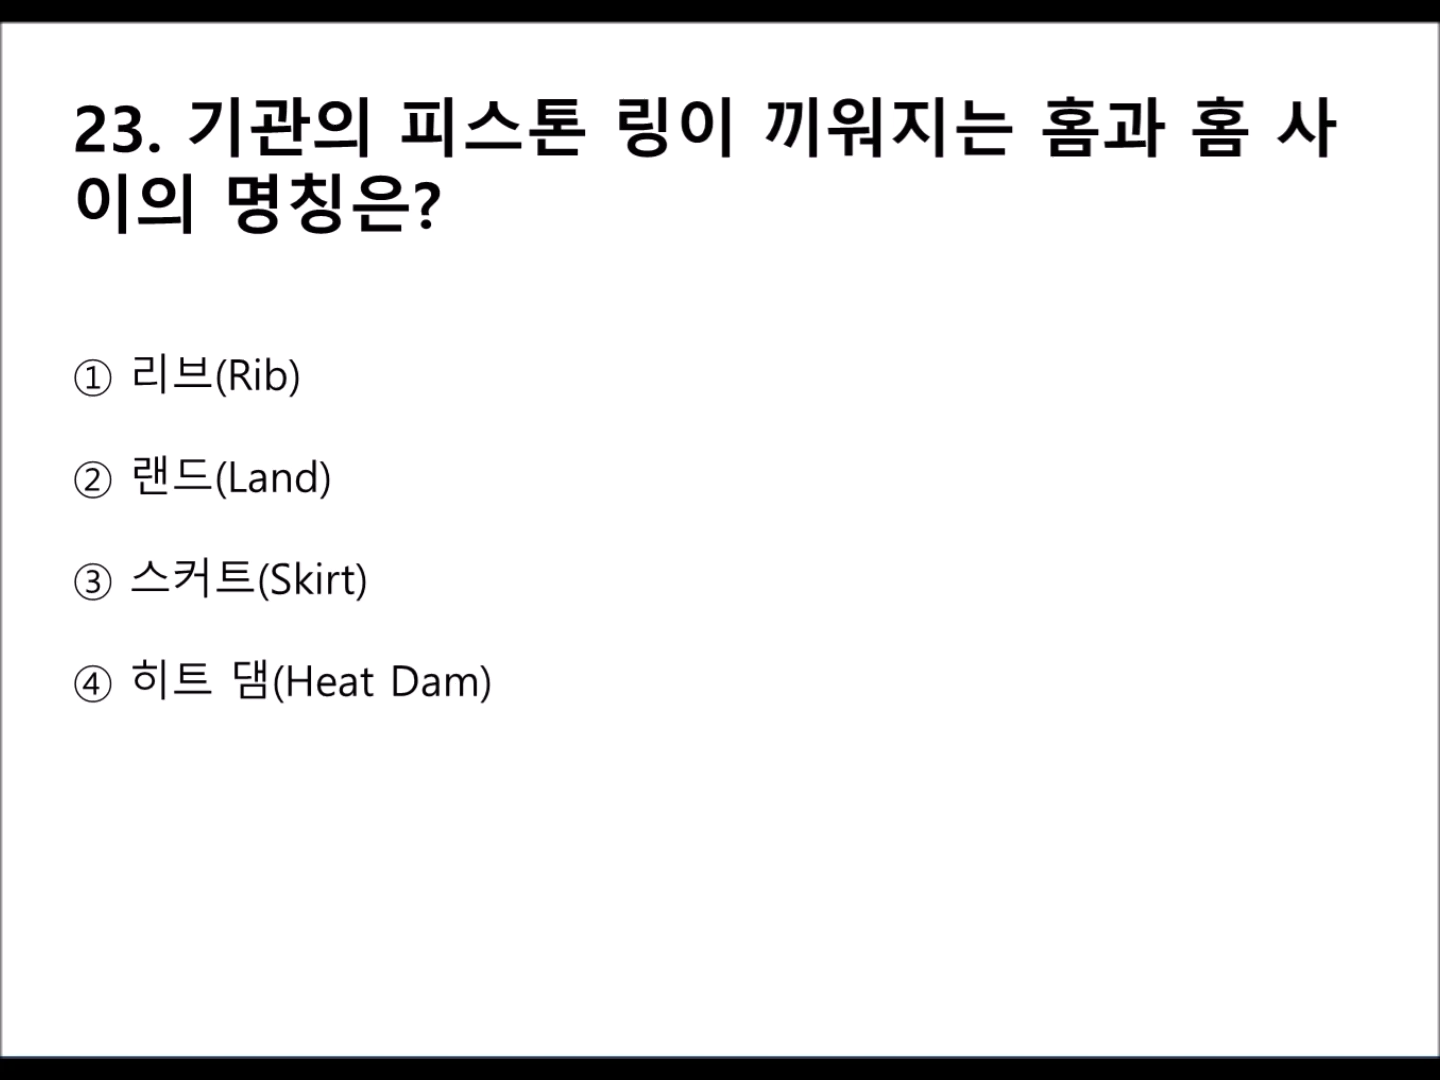 23. 기관의 피스톤 링이 끼워지는 홈과 홈 사
이의 명칭은?
① 리브(Rib)
② 랜드(Land)
③ 스커트(Skirt)
④ 히트 댐(Heat Dam)